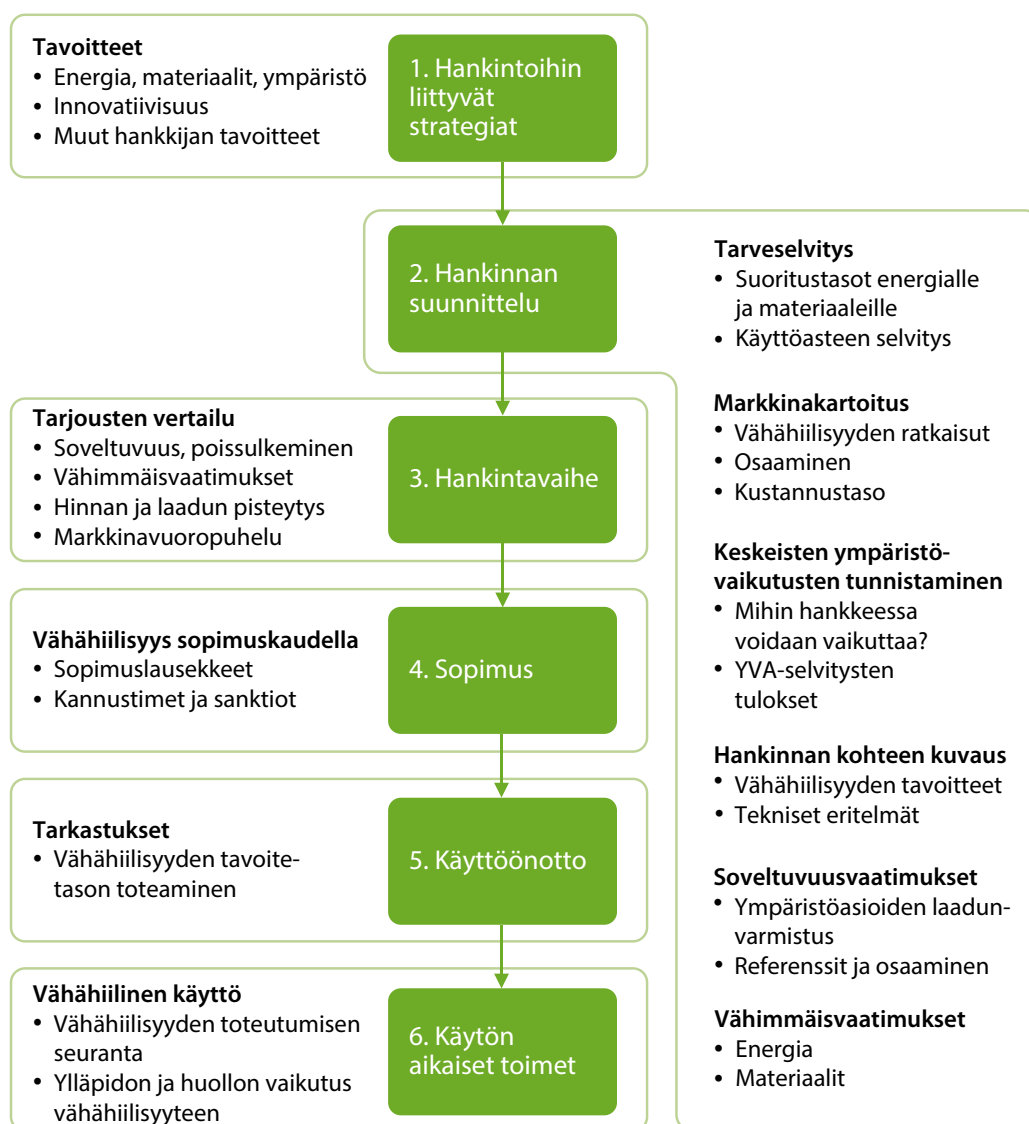 Tavoitteet
• Energia, materiaalit, ympäristö
• Innovatiivisuus
• Muut hankkijan tavoitteet
1. Hankintoihin
liittyvät
strategiat
2. Hankinnan
suunnittelu
Tarveselvitys
• Suoritustasot energialle
ja materiaaleille
• Käyttöasteen selvitys
Markkinakartoitus
• Vähähiilisyyden ratkaisut
• Osaaminen
• Kustannustaso
Keskeisten ympäristö-
vaikutusten tunnistaminen
• Mihin hankkeessa
voidaan vaikuttaa?
• YVA-selvitysten
tulokset
Hankinnan kohteen kuvaus
• Vähähiilisyyden tavoitteet
• Tekniset eritelmät
Soveltuvuusvaatimukset
• Ympäristöasioiden laadun-
varmistus
• Referenssit ja osaaminen
Vähimmäisvaatimukset
• Energia
• Materiaalit
Tarjousten vertailu
• Soveltuvuus, poissulkeminen
• Vähimmäisvaatimukset
• Hinnan ja laadun pisteytys
• Markkinavuoropuhelu
3. Hankintavaihe
Vähähiilisyys sopimuskaudella
• Sopimuslausekkeet
• Kannustimet ja sanktiot
4. Sopimus
Tarkastukset
• Vähähiilisyyden tavoite-
tason toteaminen
5. Käyttöönotto
Vähähiilinen käyttö
• Vähähiilisyyden toteutumisen
seuranta
• Ylläpidon ja huollon vaikutus
vähähiilisyyteen
6. Käytön
aikaiset toimet